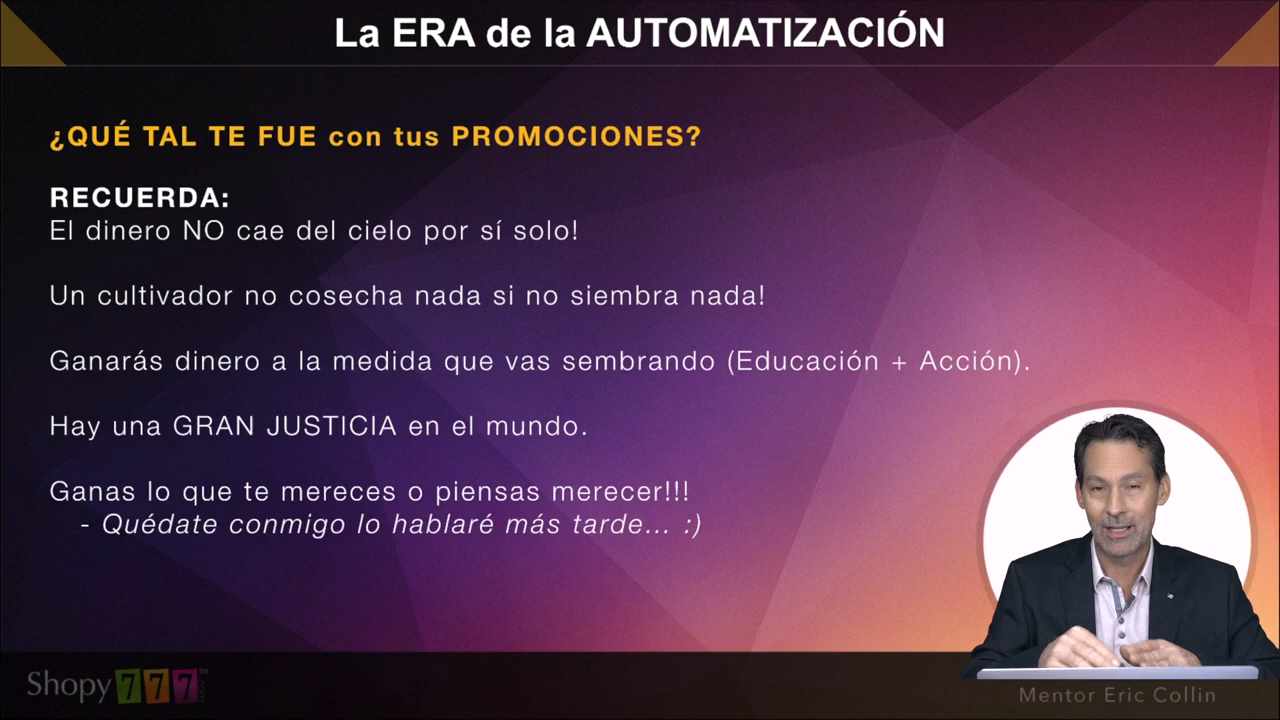 La ERA de la AUTOMATIZACIÓN
¿QUÉ TAL TE FUE con tus PROMOCIONES?
RECUERDA:
El dinero NO cae del cielo por sí solo!
Un cultivador no cosecha nada si no siembra nada!
Ganarás dinero a la medida que vas sembrando (Educación + Acción).
Hay una GRAN JUSTICIA en el mundo.
Ganas lo que te mereces o piensas merecer!!!
- Quédate conmigo lo hablaré más tarde... :)
Shopy 777™
Mentor Eric Collin